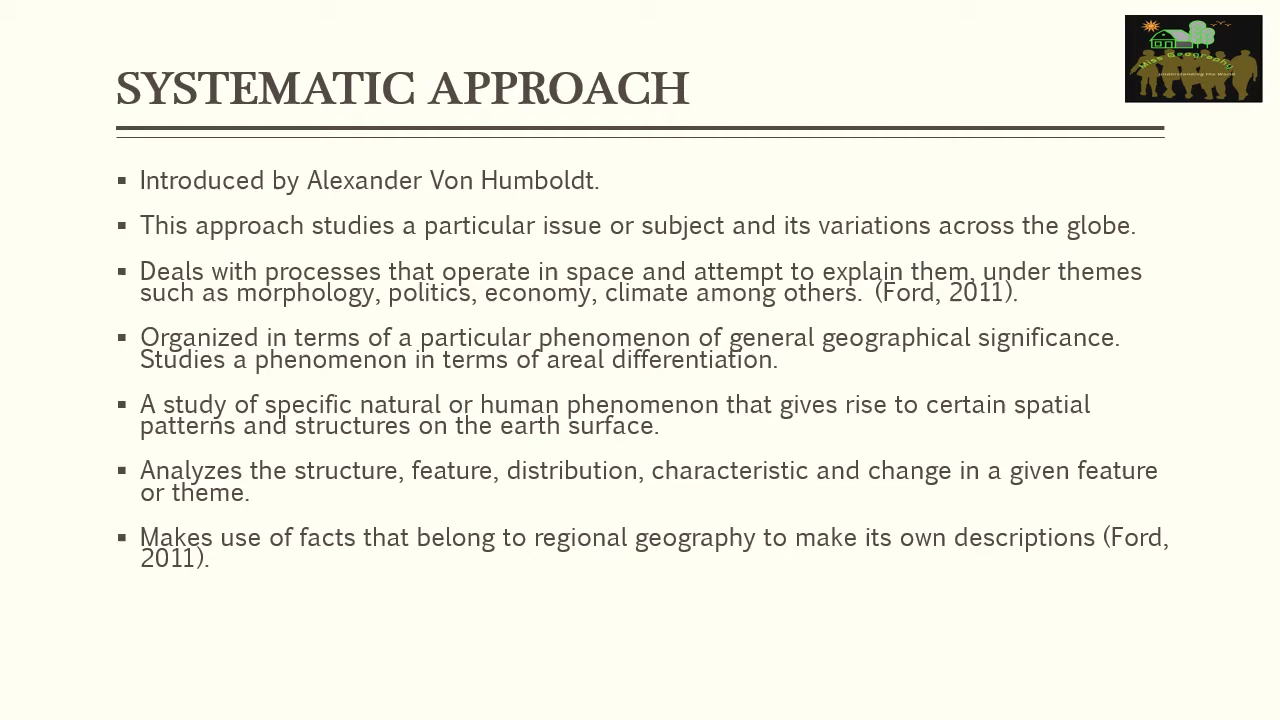 Miss Geography
Understanding the World
SYSTEMATIC APPROACH
▪ Introduced by Alexander Von Humboldt.
▪ This approach studies a particular issue or subject and its variations across the globe.
▪ Deals with processes that operate in space and attempt to explain them, under themes
such as morphology, politics, economy, climate among others. (Ford, 2011).
▪ Organized in terms of a particular phenomenon of general geographical significance.
Studies a phenomenon in terms of areal differentiation.
▪ A study of specific natural or human phenomenon that gives rise to certain spatial
patterns and structures on the earth surface.
▪ Analyzes the structure, feature, distribution, characteristic and change in a given feature
or theme.
▪ Makes use of facts that belong to regional geography to make its own descriptions (Ford,
2011).